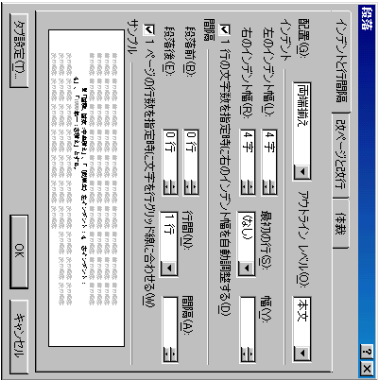 段落
インデントと行間隔 改ページと改行 体裁
配置(G): 両端揃え アウトライン レベル(O): 本文
インデント
左のインデント幅(L): 4 字 最初の行(S): 幅(Y):
右のインデント幅(R): 4 字 (なし)
1 行の文字数を指定時に右のインデント幅を自動調整する(D)
間隔
段落前(B): 0 行 行間(N): 間隔(A):
段落後(E): 0 行 1 行
1 ページの行数を指定時に文字を行グリッド線に合わせる(W)
サンプル
タブ設定(T)... OK キャンセル